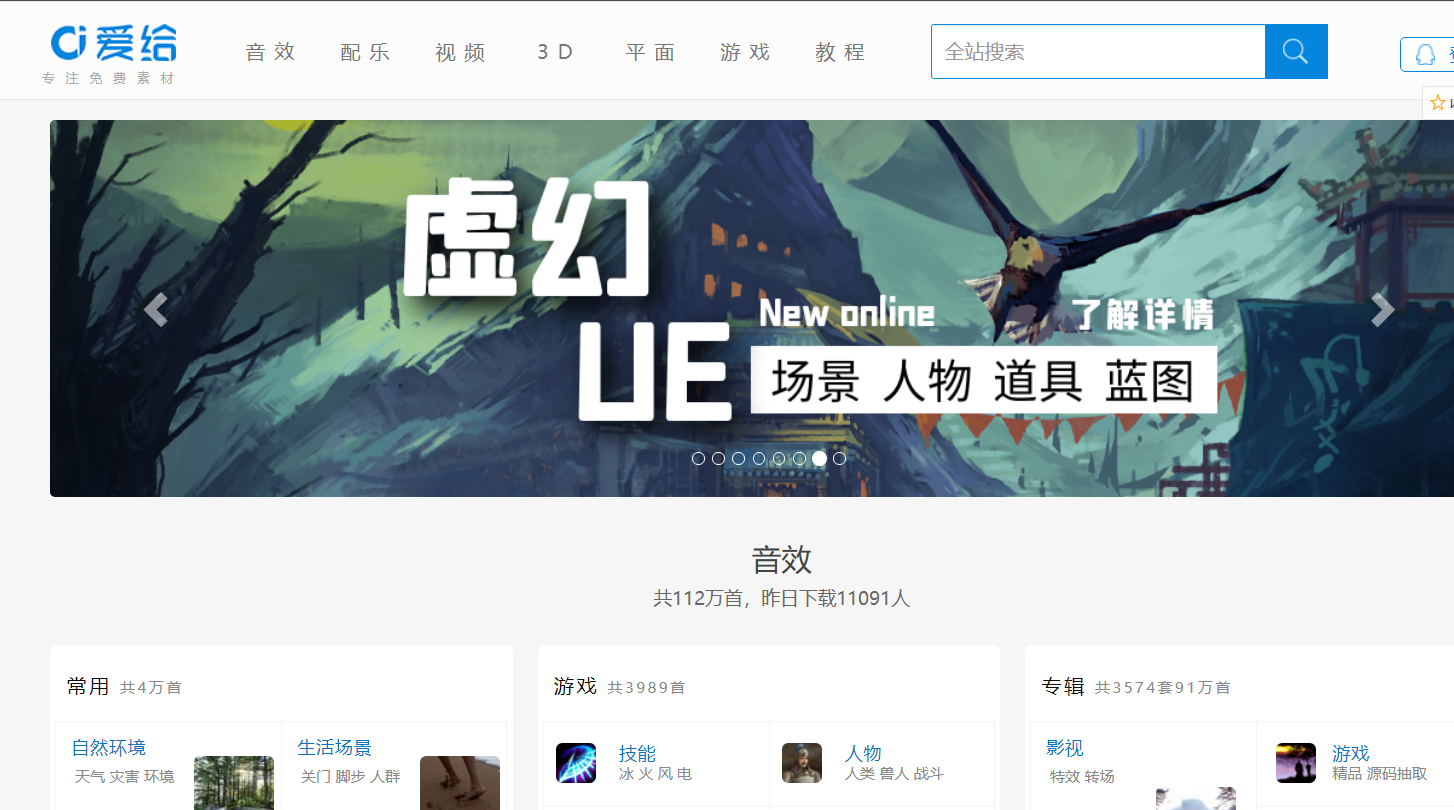 爱给
专注免费素材
音效 配乐 视频 3D 平面 游戏 教程
全站搜索
虚幻
UE
New online 了解详情
场景 人物 道具 蓝图
音效
共112万首，昨日下载11091人
常用 共4万首
自然环境
天气 灾害 环境
生活场景
关门 脚步 人群
游戏 共3989首
技能
冰 火 风 电
人物
人类 兽人 战斗
专辑 共3574套91万首
影视
特效 转场
游戏
精品 源码抽取